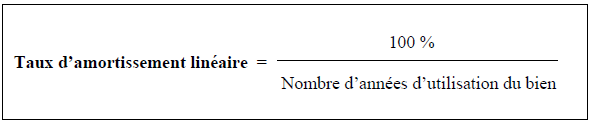 100 %
Taux d’amortissement linéaire =
Nombre d’années d’utilisation du bien